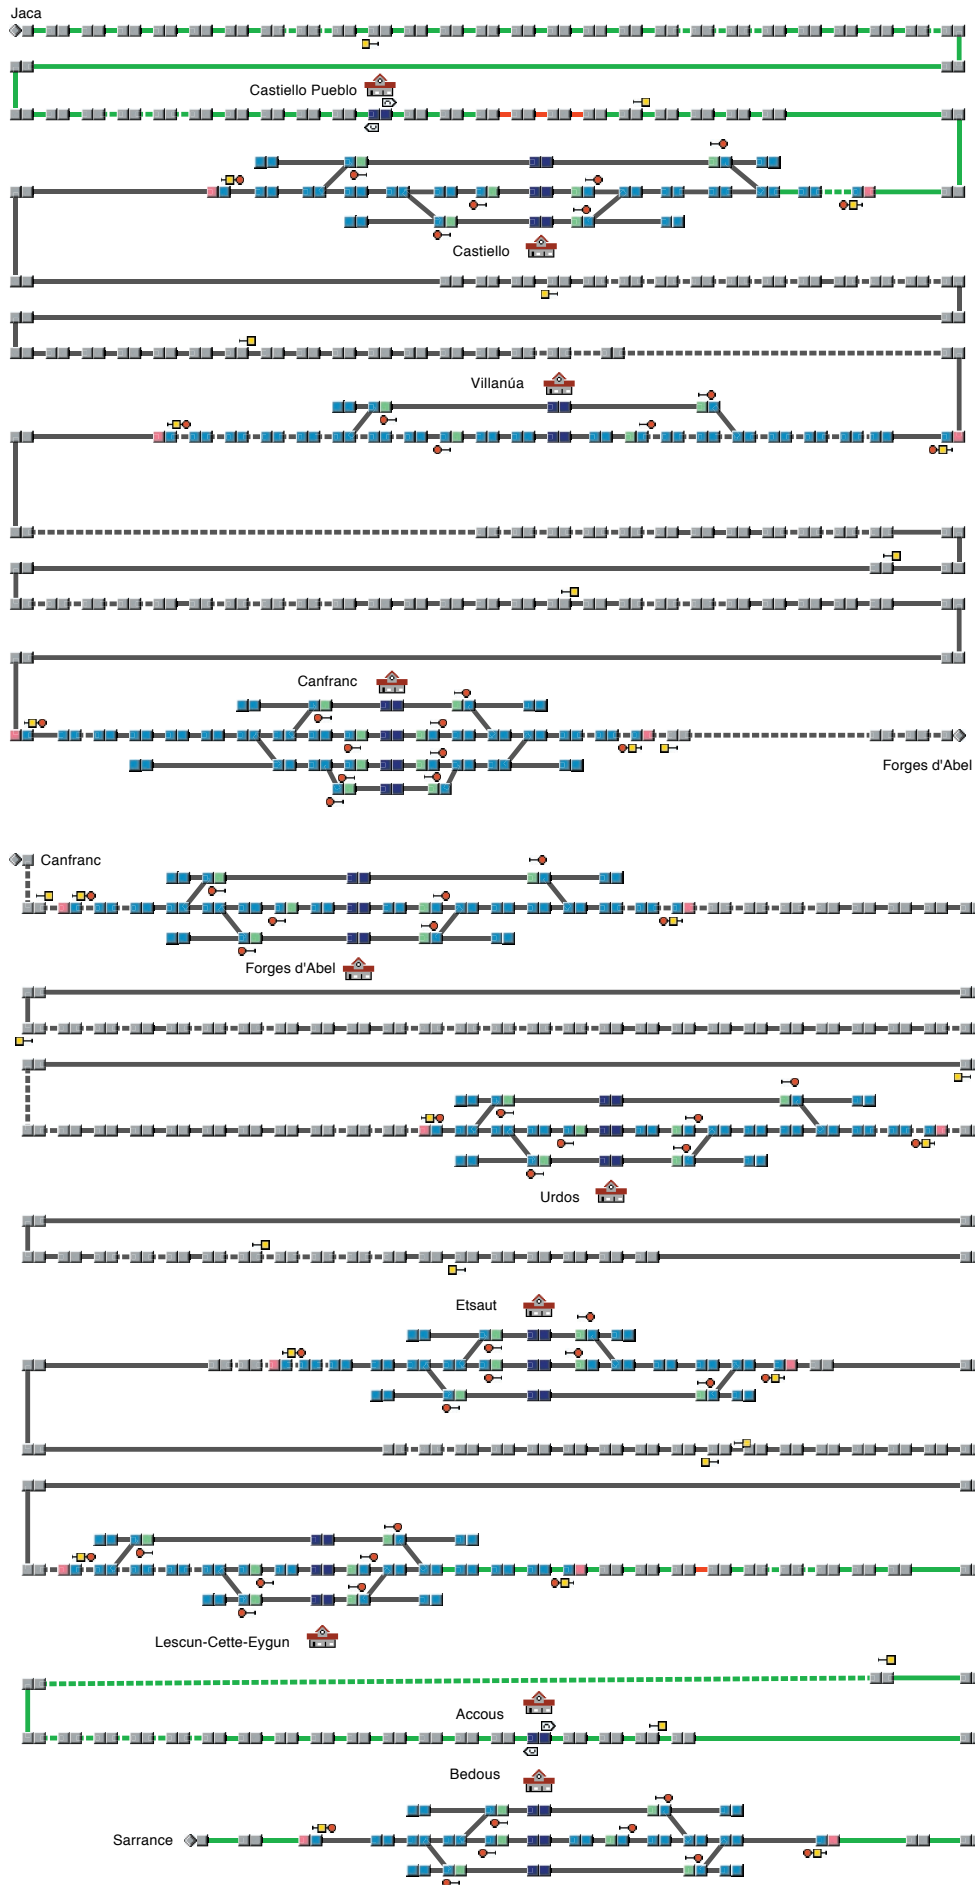 Jaca
Castiello Pueblo
Castiello
Villanúa
Canfranc
Forges d'Abel
Canfranc
Forges d'Abel
Urdos
Etsaut
Lescun-Cette-Eygun
Accous
Bedous
Sarrance